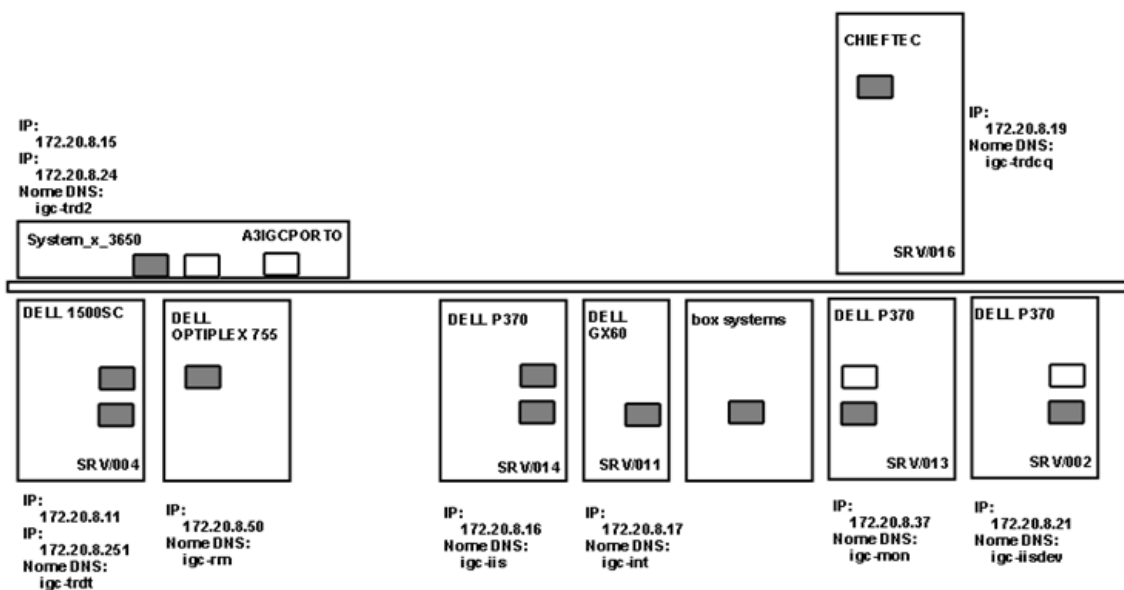 CHIEFTEC
SRV/016
IP:
172.20.8.19
Nome DNS:
igc-trdcq
IP:
172.20.8.15
IP:
172.20.8.24
Nome DNS:
igc-trd2
System_x_3650
A3IGCPORTO
DELL 1500SC
SRV/004
DELL
OPTIPLEX 755
DELL P370
SRV/014
DELL
GX60
SRV/011
box systems
DELL P370
SRV/013
DELL P370
SRV/002
IP:
172.20.8.11
IP:
172.20.8.251
Nome DNS:
igc-trdt
IP:
172.20.8.50
Nome DNS:
igc-rm
IP:
172.20.8.16
Nome DNS:
igc-iis
IP:
172.20.8.17
Nome DNS:
igc-int
IP:
172.20.8.37
Nome DNS:
igc-mon
IP:
172.20.8.21
Nome DNS:
igc-iisdev